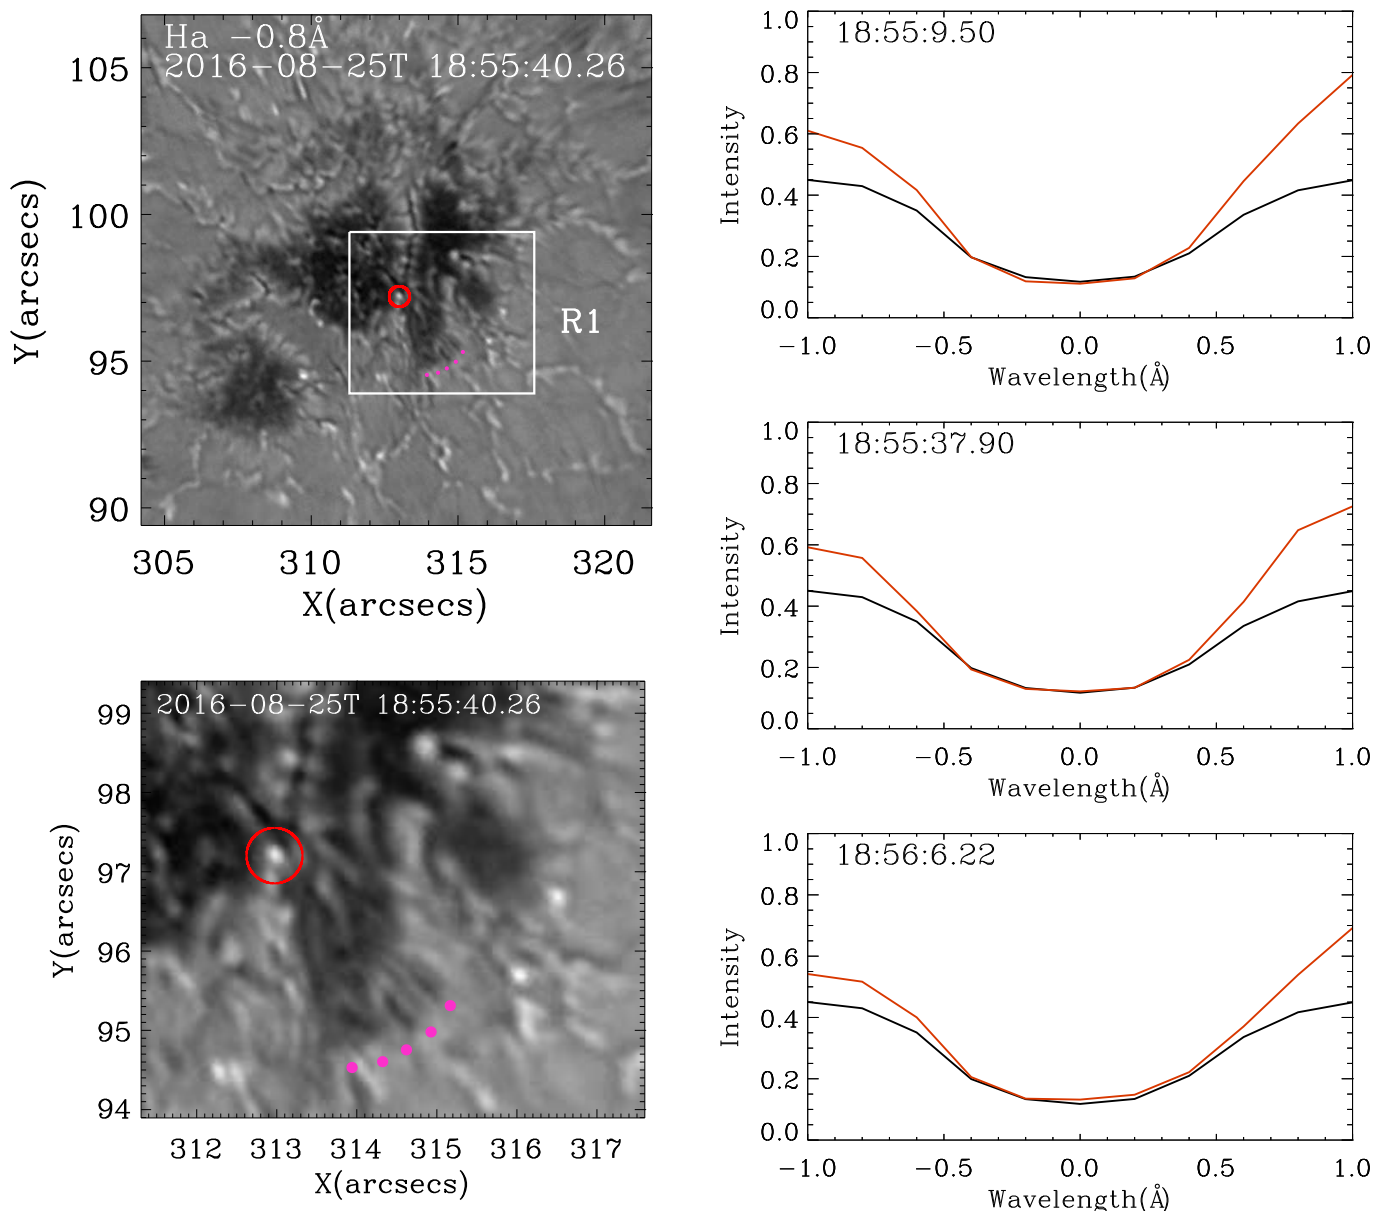 Ha −0.8Å
2016−08−25T 18:55:40.26
105
100
95
90
Y(arcsecs)
R1
305 310 315 320
X(arcsecs)
2016−08−25T 18:55:40.26
99
98
97
96
95
94
Y(arcsecs)
312 313 314 315 316 317
X(arcsecs)
18:55:9.50
1.0
0.8
0.6
0.4
0.2
0.0
Intensity
−1.0 −0.5 0.0 0.5 1.0
Wavelength(Å)
18:55:37.90
1.0
0.8
0.6
0.4
0.2
0.0
Intensity
−1.0 −0.5 0.0 0.5 1.0
Wavelength(Å)
18:56:6.22
1.0
0.8
0.6
0.4
0.2
0.0
Intensity
−1.0 −0.5 0.0 0.5 1.0
Wavelength(Å)